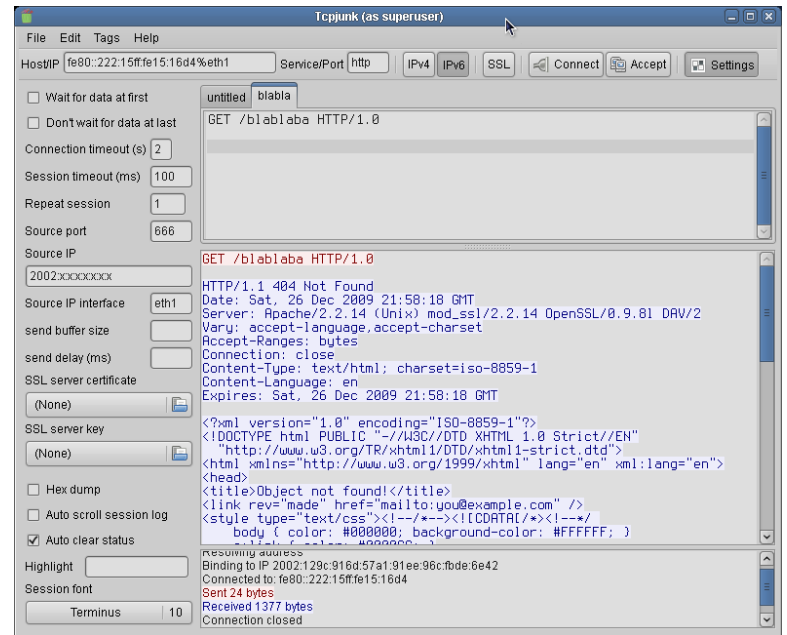 Tcpjunk (as superuser)
File Edit Tags Help
Host/IP fe80::222:15ff:fe15:16d4%eth1 Service/Port http IPv4 IPv6 SSL Connect Accept Settings
Wait for data at first
Don't wait for data at last
Connection timeout (s) 2
Session timeout (ms) 100
Repeat session 1
Source port 666
Source IP
2002:xxxxxxx
Source IP interface eth1
send buffer size
send delay (ms)
SSL server certificate
(None)
SSL server key
(None)
Hex dump
Auto scroll session log
Auto clear status
Highlight
Session font
Terminus 10
untitled blabla
GET /blablaba HTTP/1.0
GET /blablaba HTTP/1.0
HTTP/1.1 404 Not Found
Date: Sat, 26 Dec 2009 21:58:18 GMT
Server: Apache/2.2.14 (Unix) mod_ssl/2.2.14 OpenSSL/0.9.8l DAV/2
Vary: accept-language,accept-charset
Accept-Ranges: bytes
Connection: close
Content-Type: text/html; charset=iso-8859-1
Content-Language: en
Expires: Sat, 26 Dec 2009 21:58:18 GMT
<?xml version="1.0" encoding="ISO-8859-1"?>
<!DOCTYPE html PUBLIC "-//W3C//DTD XHTML 1.0 Strict//EN"
"http://www.w3.org/TR/xhtml1/DTD/xhtml1-strict.dtd">
<html xmlns="http://www.w3.org/1999/xhtml" lang="en" xml:lang="en">
<head>
<title>Object not found!</title>
<link rev="made" href="mailto:you@example.com" />
<style type="text/css"><!--/*--><![CDATA[/*><!--*/
body { color: #000000; background-color: #FFFFFF; }
a:link { color: #0000CC; }
Resolving address
Binding to IP 2002:129c:916d:57a1:91ee:96c:fbde:6e42
Connected to: fe80::222:15ff:fe15:16d4
Sent 24 bytes
Received 1377 bytes
Connection closed